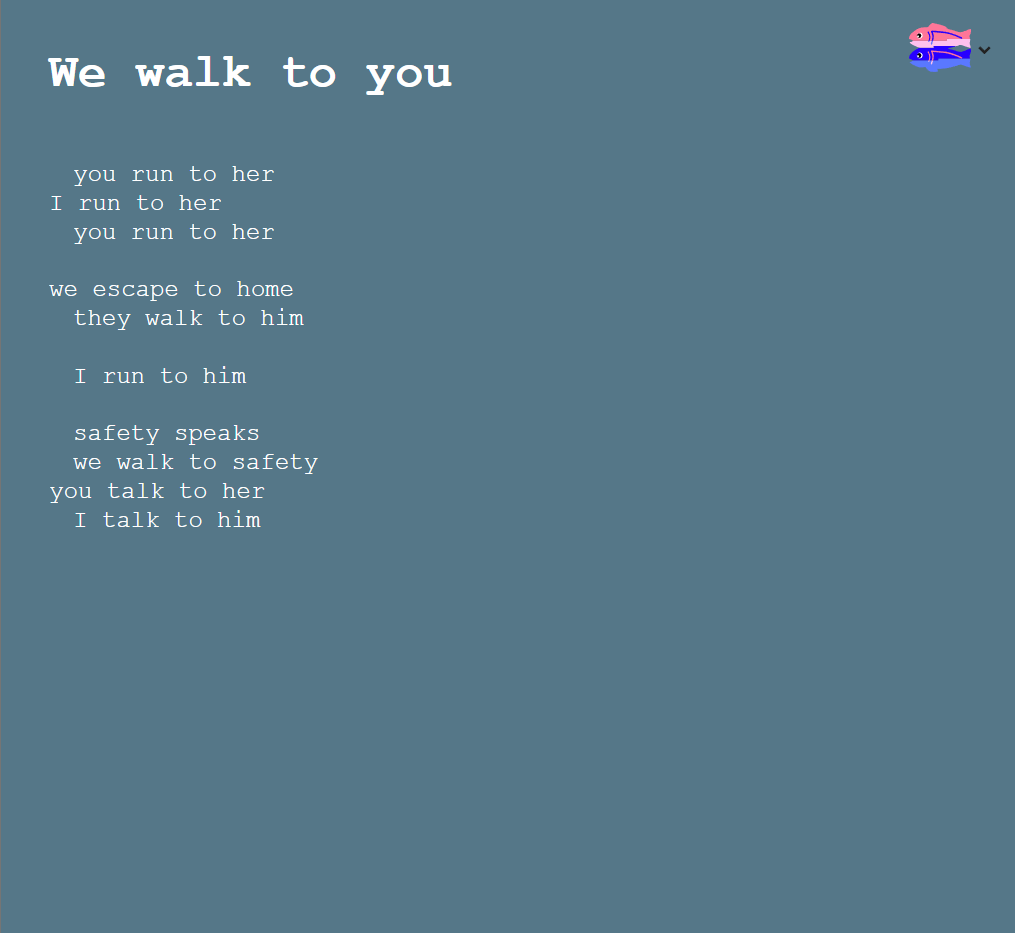 We walk to you
you run to her
I run to her
you run to her
we escape to home
they walk to him
I run to him
safety speaks
we walk to safety
you talk to her
I talk to him